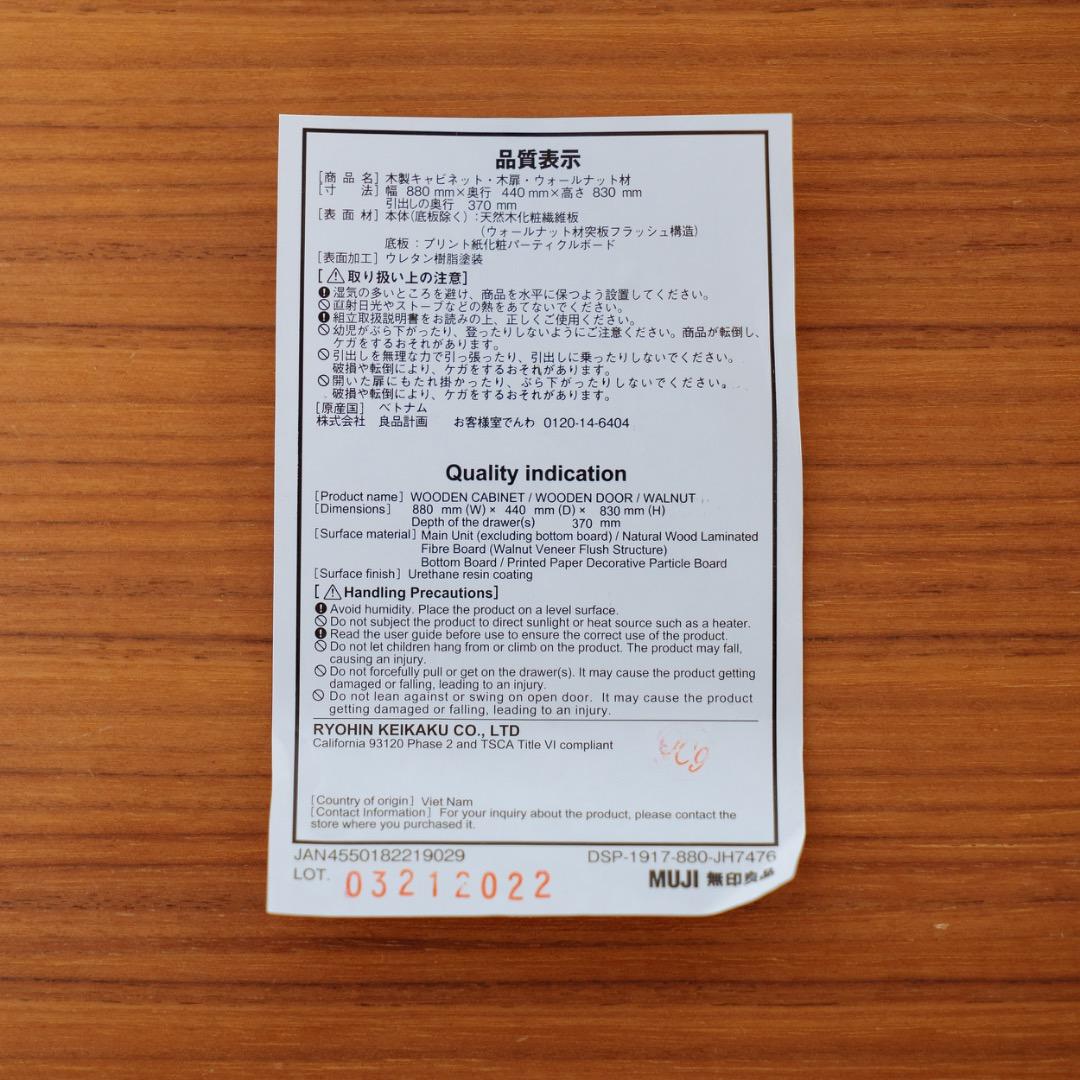 品質表示
[商品名] 木製キャビネット・木扉・ウォールナット材
[寸 法] 幅 880 mm×奥行 440 mm×高さ 830 mm
引出しの奥行 370 mm
[表面材] 本体(底板除く):天然木化粧繊維板
(ウォールナット材突板フラッシュ構造)
底板:プリント紙化粧パーティクルボード
[表面加工] ウレタン樹脂塗装
[⚠取り扱い上の注意]
湿気の多いところを避け、商品を水平に保つよう設置してください。
直射日光やストーブなどの熱をあてないでください。
組立取扱説明書をお読みの上、正しくご使用ください。
幼児がぶら下がったり、登ったりしないようにご注意ください。商品が転倒し、
ケガをするおそれがあります。
引出しを無理な力で引っ張ったり、引出しに乗ったりしないでください。
破損や転倒により、ケガをするおそれがあります。
開いた扉にもたれ掛かったり、ぶら下がったりしないでください。
破損や転倒により、ケガをするおそれがあります。
[原産国] ベトナム
株式会社 良品計画 お客様室でんわ 0120-14-6404
Quality indication
[Product name] WOODEN CABINET / WOODEN DOOR / WALNUT
[Dimensions] 880 mm (W) × 440 mm (D) × 830 mm (H)
Depth of the drawer(s) 370 mm
[Surface material] Main Unit (excluding bottom board) / Natural Wood Laminated
Fibre Board (Walnut Veneer Flush Structure)
Bottom Board / Printed Paper Decorative Particle Board
[Surface finish] Urethane resin coating
[⚠Handling Precautions]
Avoid humidity. Place the product on a level surface.
Do not subject the product to direct sunlight or heat source such as a heater.
Read the user guide before use to ensure the correct use of the product.
Do not let children hang from or climb on the product. The product may fall,
causing an injury.
Do not forcefully pull or get on the drawer(s). It may cause the product getting
damaged or falling, leading to an injury.
Do not lean against or swing on open door. It may cause the product
getting damaged or falling, leading to an injury.
RYOHIN KEIKAKU CO., LTD
California 93120 Phase 2 and TSCA Title VI compliant
[Country of origin] Viet Nam
[Contact Information] For your inquiry about the product, please contact the
store where you purchased it.
JAN4550182219029 DSP-1917-880-JH7476
LOT. 03212022 MUJI 無印良品